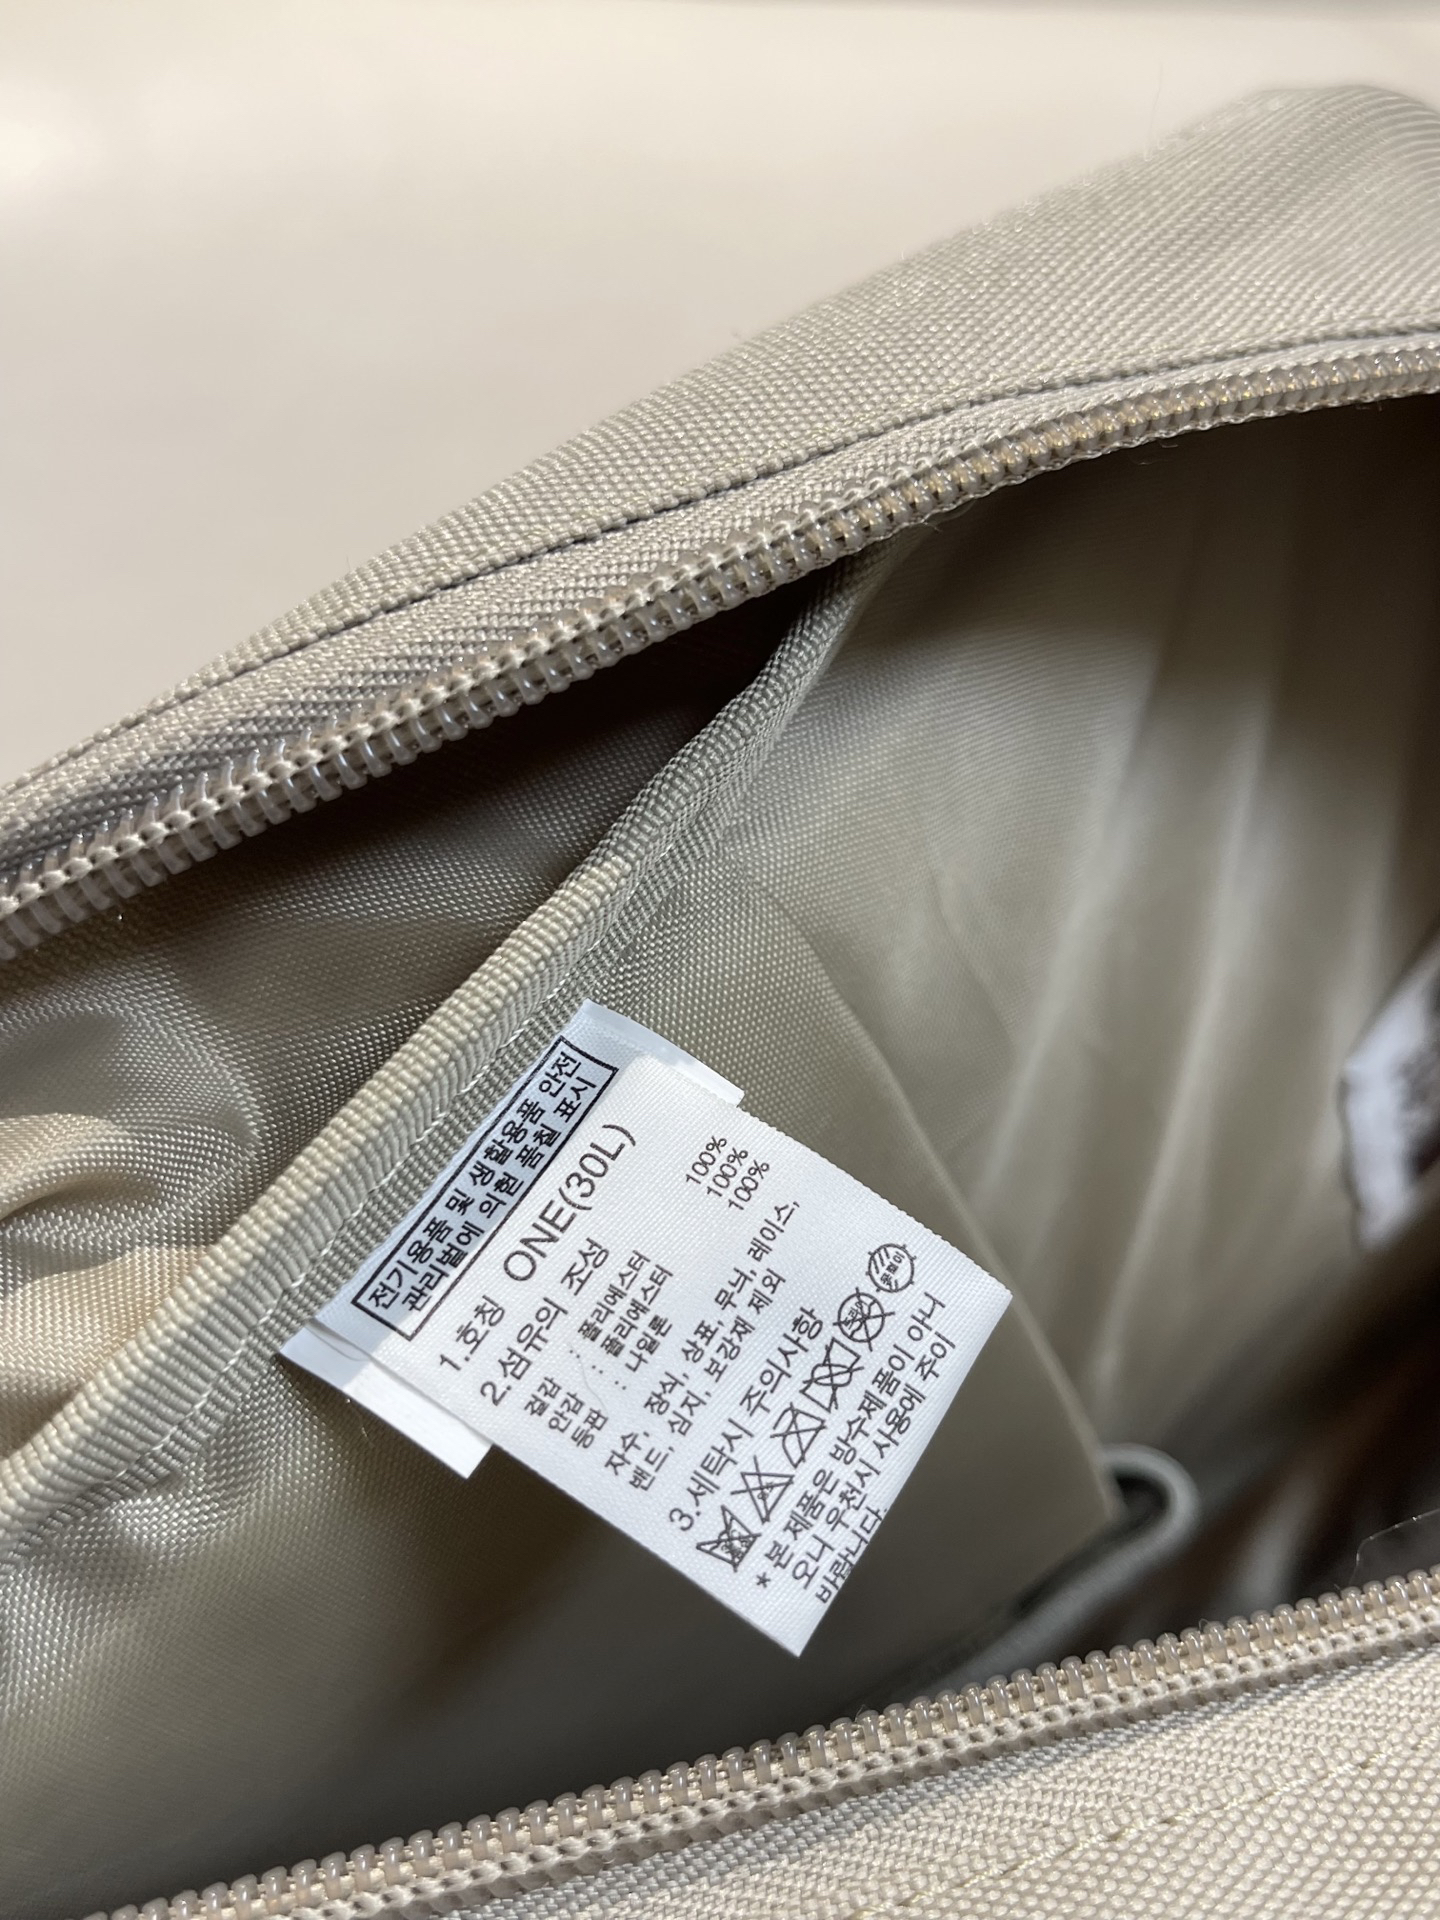 전기용품 및 생활용품 안전
관리법에 의한 품질 표시
1.호칭 ONE(30L)
2.섬유의 조성
겉감 : 폴리에스터 100%
안감 : 폴리에스터 100%
등판 : 나일론 100%
자수, 장식, 상표, 무늬, 레이스,
밴드, 심지, 보강재 제외
3.세탁시 주의사항
* 본 제품은 방수제품이 아니
오니 우천시 사용에 주이
바랍니다.